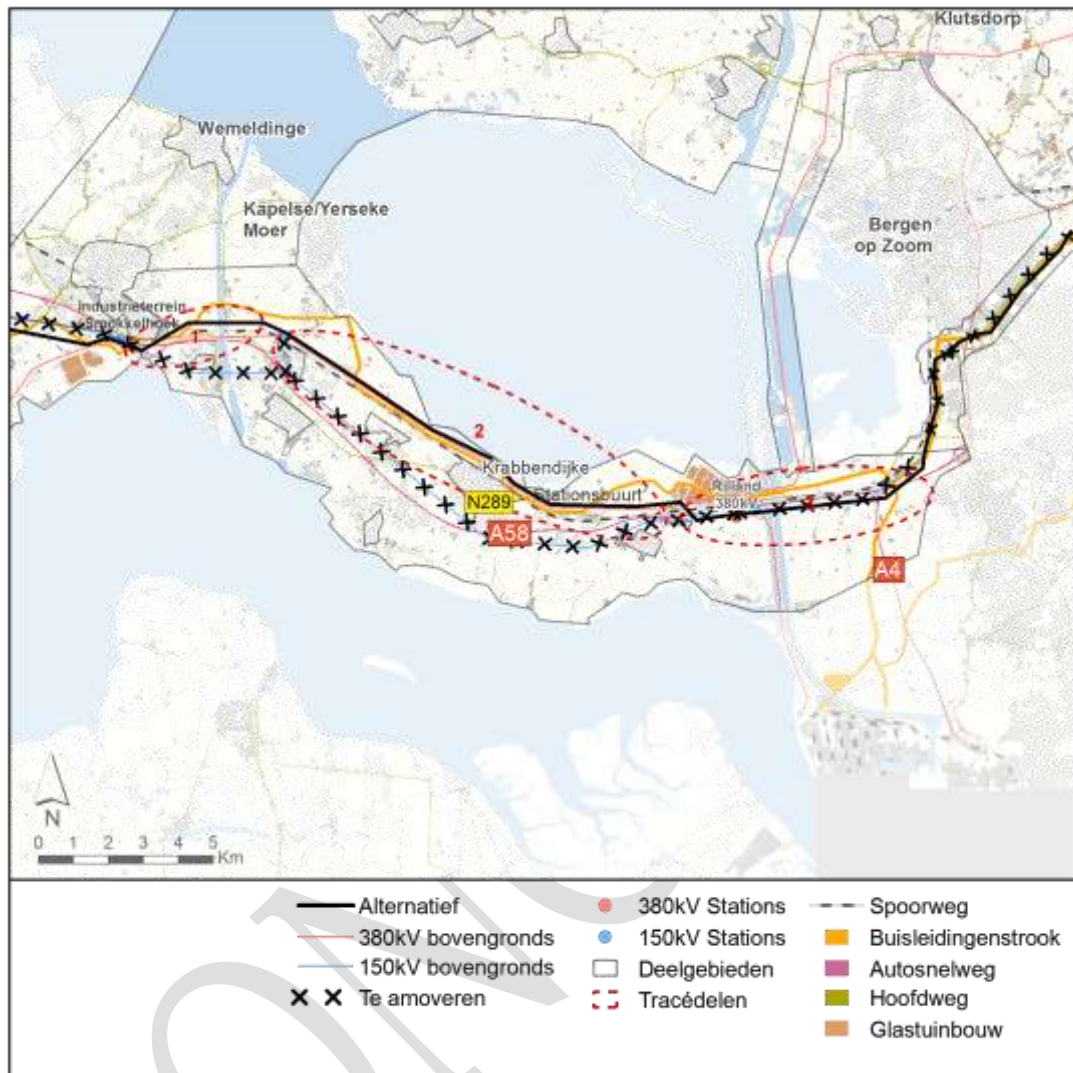 Klutsdorp
Wemeldinge
Kapelse/Yerseke
Moer
Bergen
op Zoom
Industrieterrein
Smokkelhoek
1
2
Krabbendijke
N289
Stationsbuurt
Rilland
380kV
A58
A4
N
0 1 2 3 4 5
Km
Alternatief
380kV bovengronds
150kV bovengronds
Te amoveren
380kV Stations
150kV Stations
Deelgebieden
Tracédelen
Spoorweg
Buisleidingenstrook
Autosnelweg
Hoofdweg
Glastuinbouw